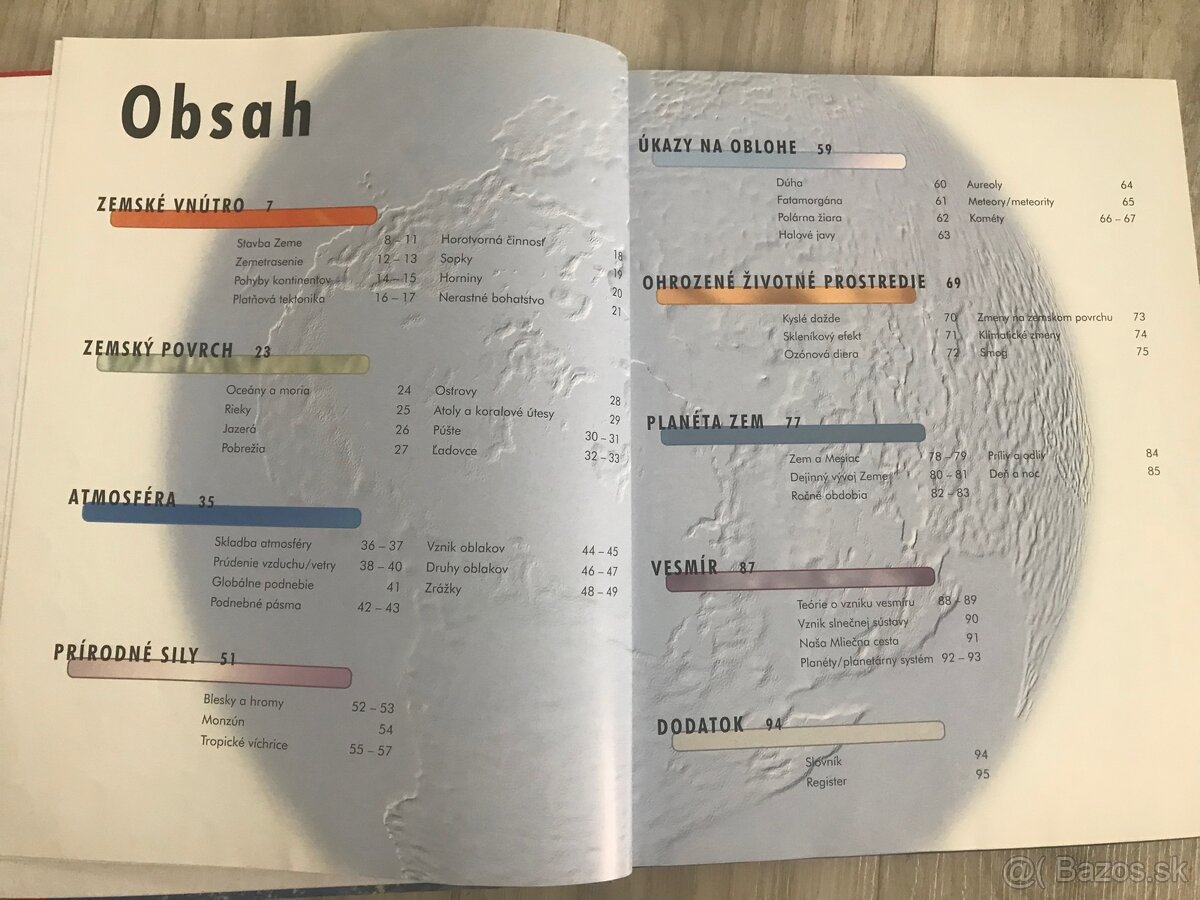 Obsah
ZEMSKÉ VNÚTRO 7
Stavba Zeme 8 – 11
Zemetrasenie 12 – 13
Pohyby kontinentov 14 – 15
Platňová tektonika 16 – 17
Horotvorná činnosť 18
Sopky 19
Horniny 20
Nerastné bohatstvo 21
ZEMSKÝ POVRCH 23
Oceány a moria 24
Rieky 25
Jazerá 26
Pobrežia 27
Ostrovy 28
Atoly a koralové útesy 29
Púšte 30 – 31
Ľadovce 32 – 33
ATMOSFÉRA 35
Skladba atmosféry 36 – 37
Prúdenie vzduchu/vetry 38 – 40
Globálne podnebie 41
Podnebné pásma 42 – 43
Vznik oblakov 44 – 45
Druhy oblakov 46 – 47
Zrážky 48 – 49
PRÍRODNÉ SILY 51
Blesky a hromy 52 – 53
Monzún 54
Tropické víchrice 55 – 57
ÚKAZY NA OBLOHE 59
Dúha 60
Fatamorgána 61
Polárna žiara 62
Halové javy 63
Aureoly 64
Meteory/meteority 65
Kométy 66 – 67
OHROZENÉ ŽIVOTNÉ PROSTREDIE 69
Kyslé dažde 70
Skleníkový efekt 71
Ozónová diera 72
Zmeny na zemskom povrchu 73
Klimatické zmeny 74
Smog 75
PLANÉTA ZEM 77
Zem a Mesiac 78 – 79
Dejinný vývoj Zeme 80 – 81
Ročné obdobia 82 – 83
Príliv a odliv 84
Deň a noc 85
VESMÍR 87
Teórie o vzniku vesmíru 88 – 89
Vznik slnečnej sústavy 90
Naša Mliečna cesta 91
Planéty/planetárny systém 92 – 93
DODATOK 94
Slovník 94
Register 95
@( Bazos.sk